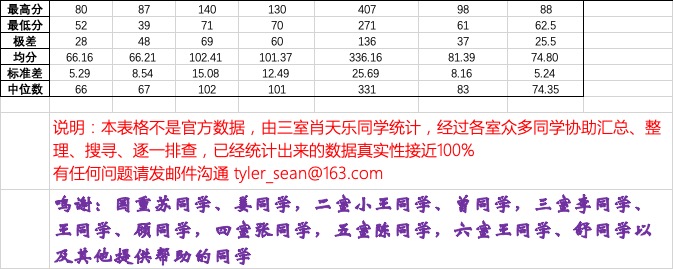 最高分 80 87 140 130 407 98 88
最低分 52 39 71 70 271 61 62.5
极差 28 48 69 60 136 37 25.5
均分 66.16 66.21 102.41 101.37 336.16 81.39 74.80
标准差 5.29 8.54 15.08 12.49 25.69 8.16 5.24
中位数 66 67 102 101 331 83 74.35
说明：本表格不是官方数据，由三室肖天乐同学统计，经过各室众多同学协助汇总、整
理、搜寻、逐一排查，已经统计出来的数据真实性接近100%
有任何问题请发邮件沟通 tyler_sean@163.com
鸣谢：国重苏同学、姜同学，二室小王同学、曾同学，三室李同学、
王同学、顾同学，四室张同学，五室陈同学，六室王同学、舒同学以
及其他提供帮助的同学